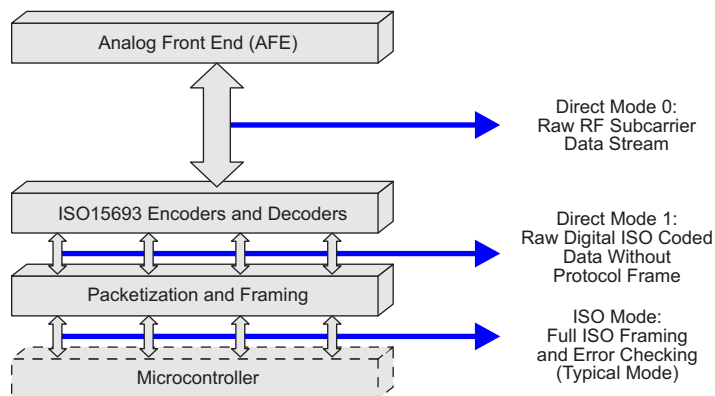 Analog Front End (AFE)
Direct Mode 0:
Raw RF Subcarrier
Data Stream
ISO15693 Encoders and Decoders
Direct Mode 1:
Raw Digital ISO Coded
Data Without
Protocol Frame
Packetization and Framing
ISO Mode:
Full ISO Framing
and Error Checking
(Typical Mode)
Microcontroller